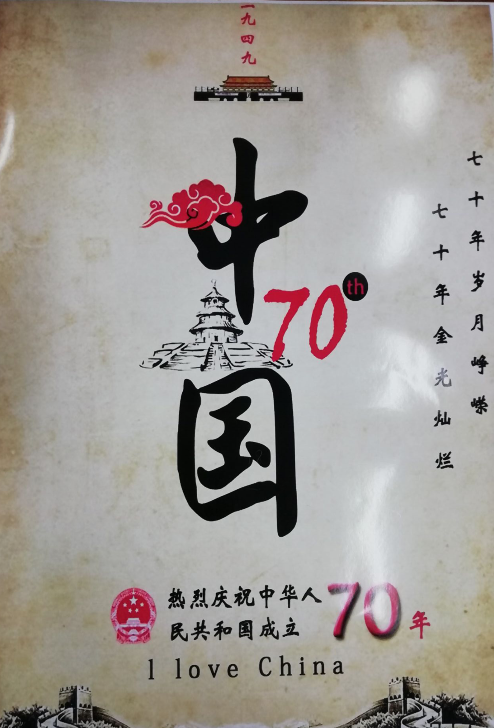 一九四九
中国
70th
七十年岁月峥嵘
七十年金光灿烂
热烈庆祝中华人
民共和国成立
70年
l love China